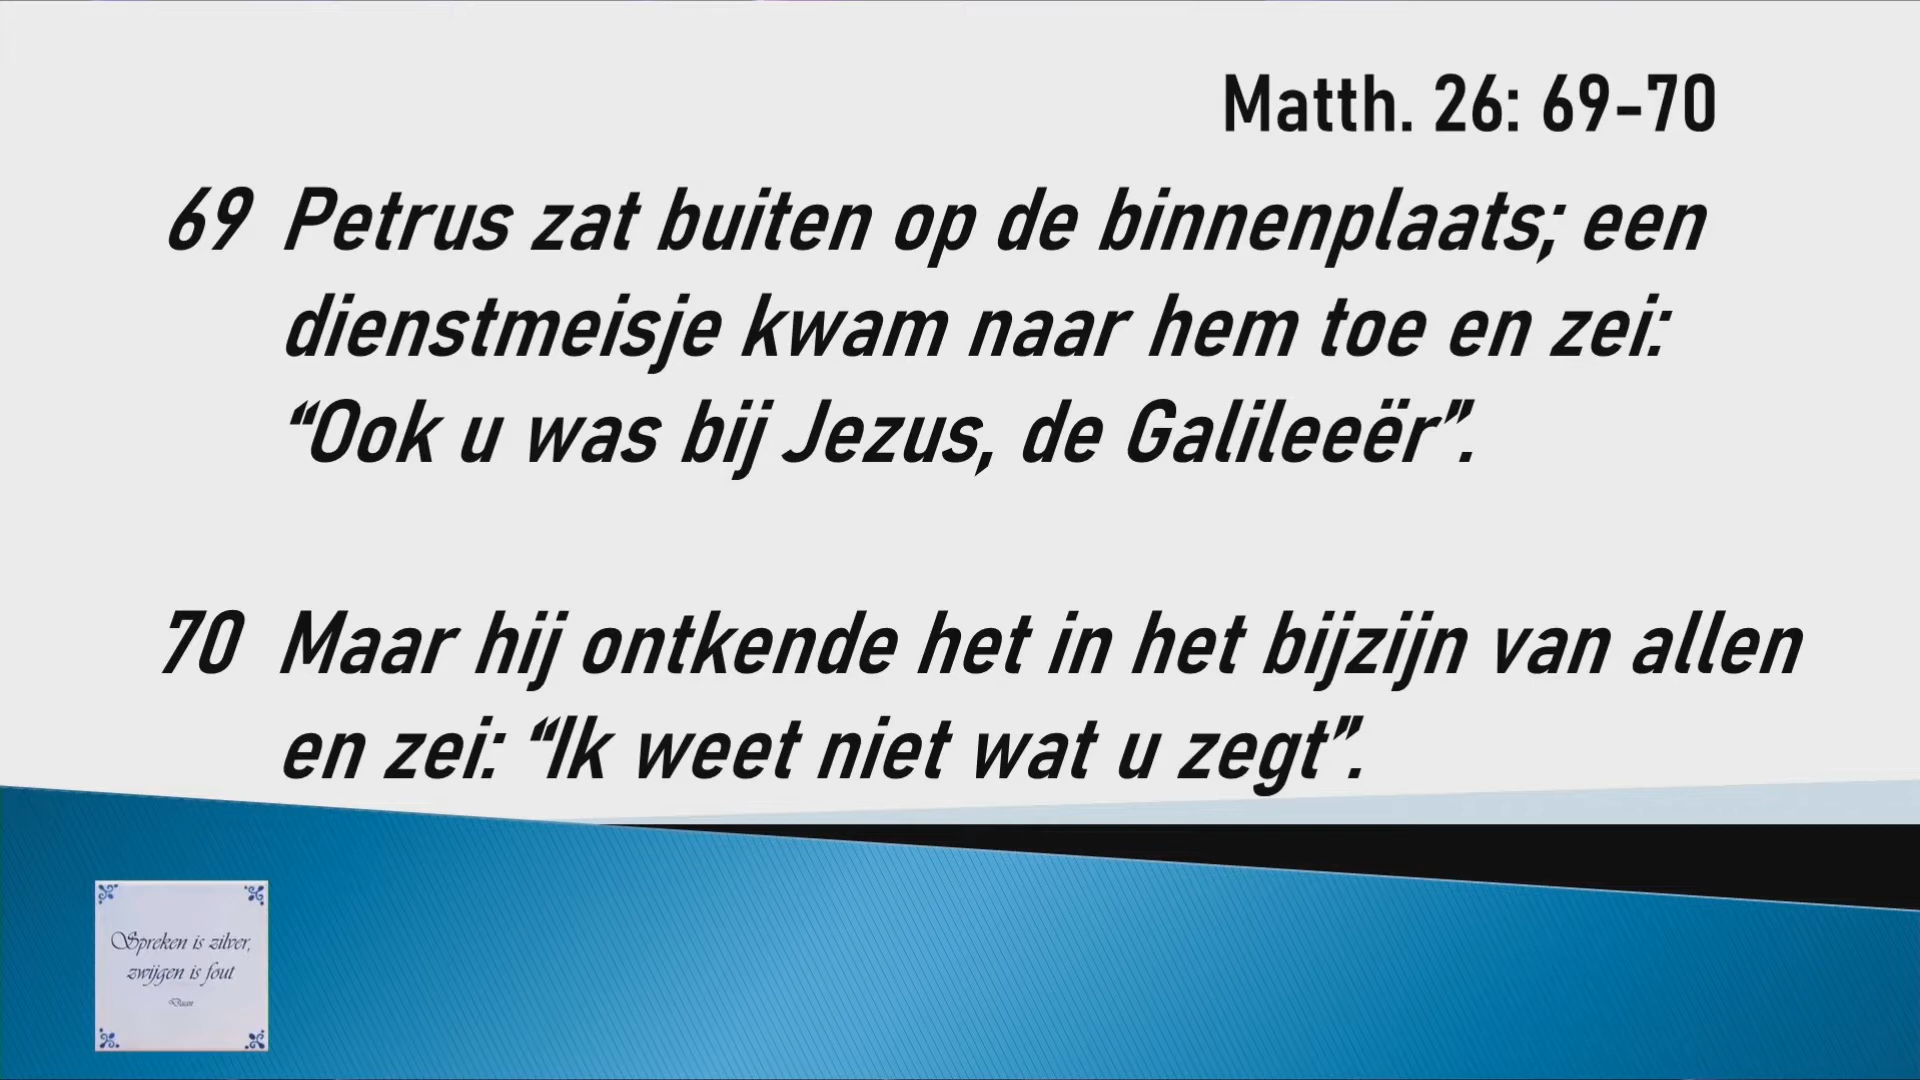 Matth. 26: 69-70
69 Petrus zat buiten op de binnenplaats; een
dienstmeisje kwam naar hem toe en zei:
“Ook u was bij Jezus, de Galileeër”.
70 Maar hij ontkende het in het bijzijn van allen
en zei: “Ik weet niet wat u zegt”.
Spreken is zilver,
zwijgen is fout
Daan